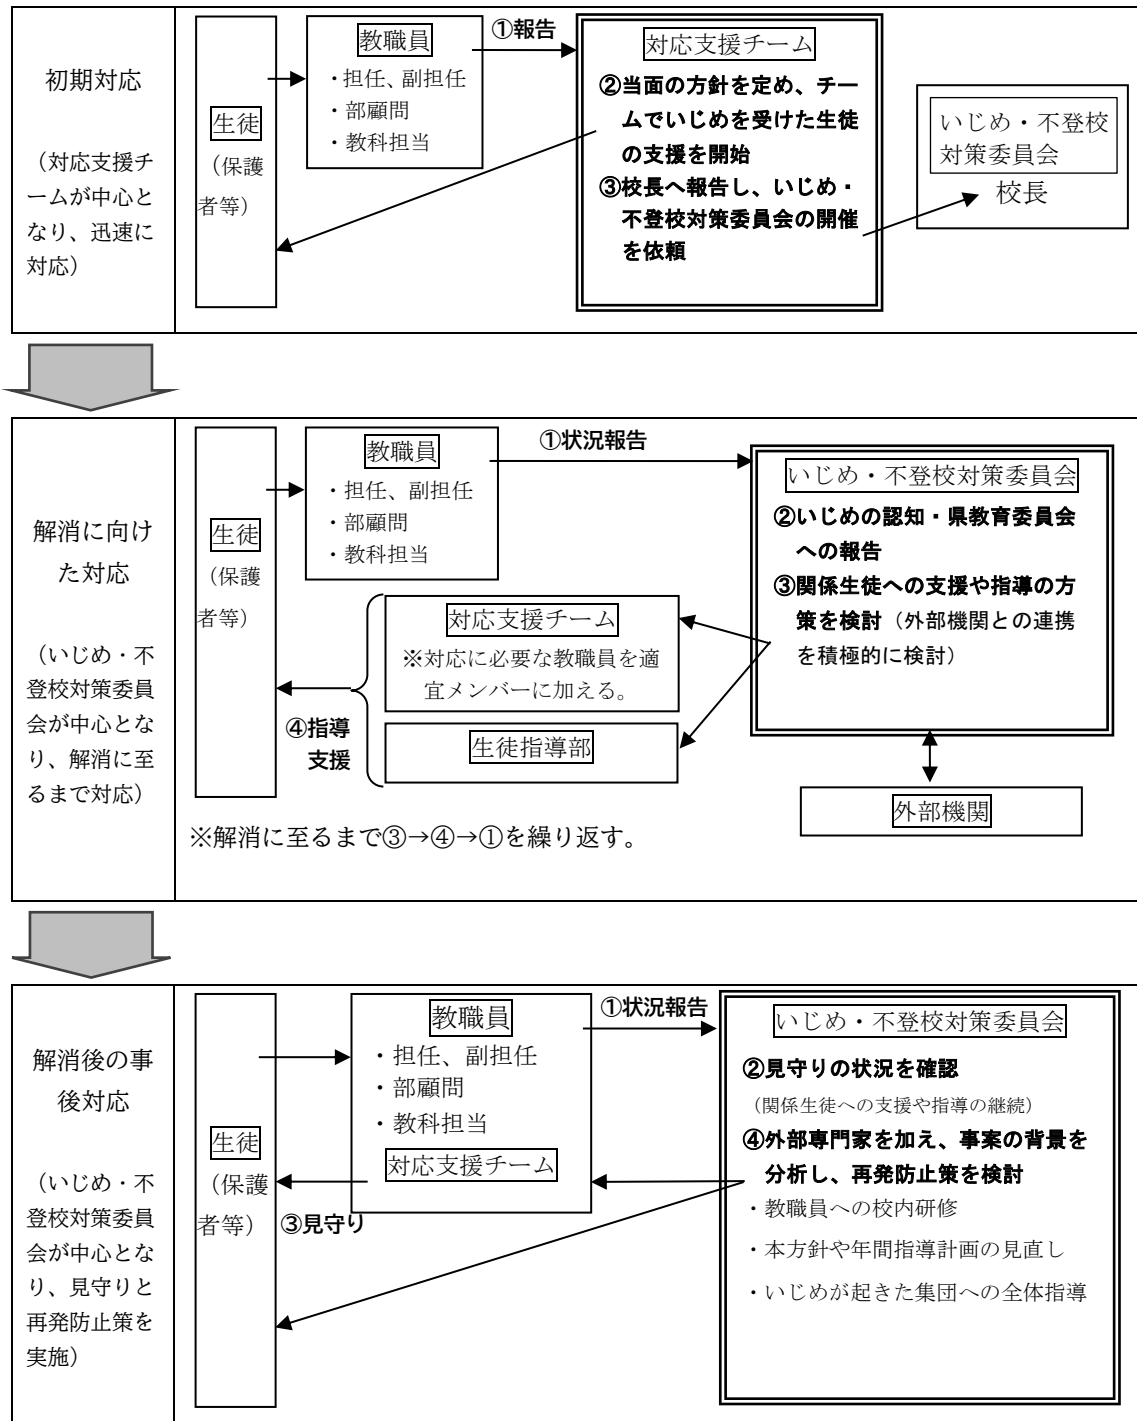 初期対応
（対応支援チ
ームが中心と
なり、迅速に
対応）
生徒
（保護
者等）
教職員
・担任、副担任
・部顧問
・教科担当
①報告
対応支援チーム
②当面の方針を定め、チー
ムでいじめを受けた生徒
の支援を開始
③校長へ報告し、いじめ・
不登校対策委員会の開催
を依頼
いじめ・不登校
対策委員会
校長
解消に向け
た対応
（いじめ・不
登校対策委員
会が中心とな
り、解消に至
るまで対応）
生徒
（保護
者等）
教職員
・担任、副担任
・部顧問
・教科担当
①状況報告
いじめ・不登校対策委員会
②いじめの認知・県教育委員会
への報告
③関係生徒への支援や指導の方
策を検討（外部機関との連携
を積極的に検討）
対応支援チーム
※対応に必要な教職員を適
宜メンバーに加える。
④指導
支援
生徒指導部
外部機関
※解消に至るまで③→④→①を繰り返す。
解消後の事
後対応
（いじめ・不
登校対策委員
会が中心とな
り、見守りと
再発防止策を
実施）
生徒
（保護
者等）
教職員
・担任、副担任
・部顧問
・教科担当
対応支援チーム
①状況報告
③見守り
いじめ・不登校対策委員会
②見守りの状況を確認
（関係生徒への支援や指導の継続）
④外部専門家を加え、事案の背景を
分析し、再発防止策を検討
・教職員への校内研修
・本方針や年間指導計画の見直し
・いじめが起きた集団への全体指導